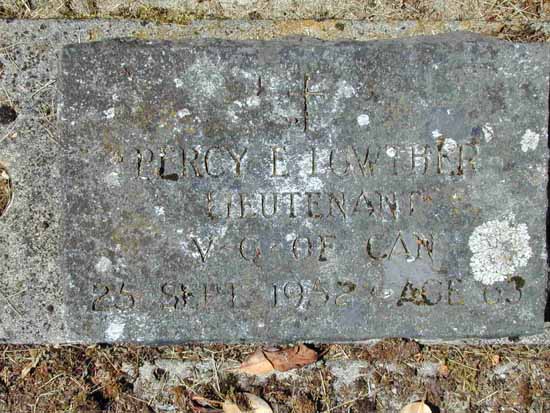 PERCY E LOWTHER
LIEUTENANT
V · G · OF CAN
25 SEPT 1952 AGE 63